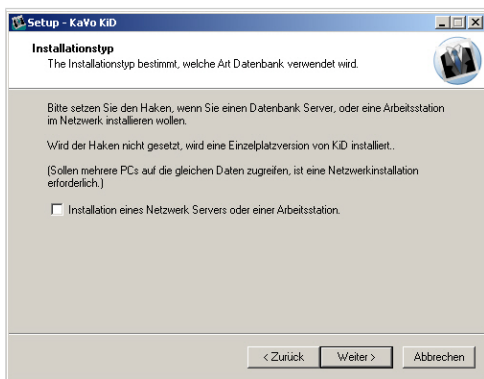 Setup - KaVo KiD
Installationstyp
The Installationstyp bestimmt, welche Art Datenbank verwendet wird.
Bitte setzen Sie den Haken, wenn Sie einen Datenbank Server, oder eine Arbeitsstation
im Netzwerk installieren wollen.
Wird der Haken nicht gesetzt, wird eine Einzelplatzversion von KiD installiert..
(Sollen mehrere PCs auf die gleichen Daten zugreifen, ist eine Netzwerkinstallation
erforderlich.)
Installation eines Netzwerk Servers oder einer Arbeitsstation.
< Zurück Weiter > Abbrechen